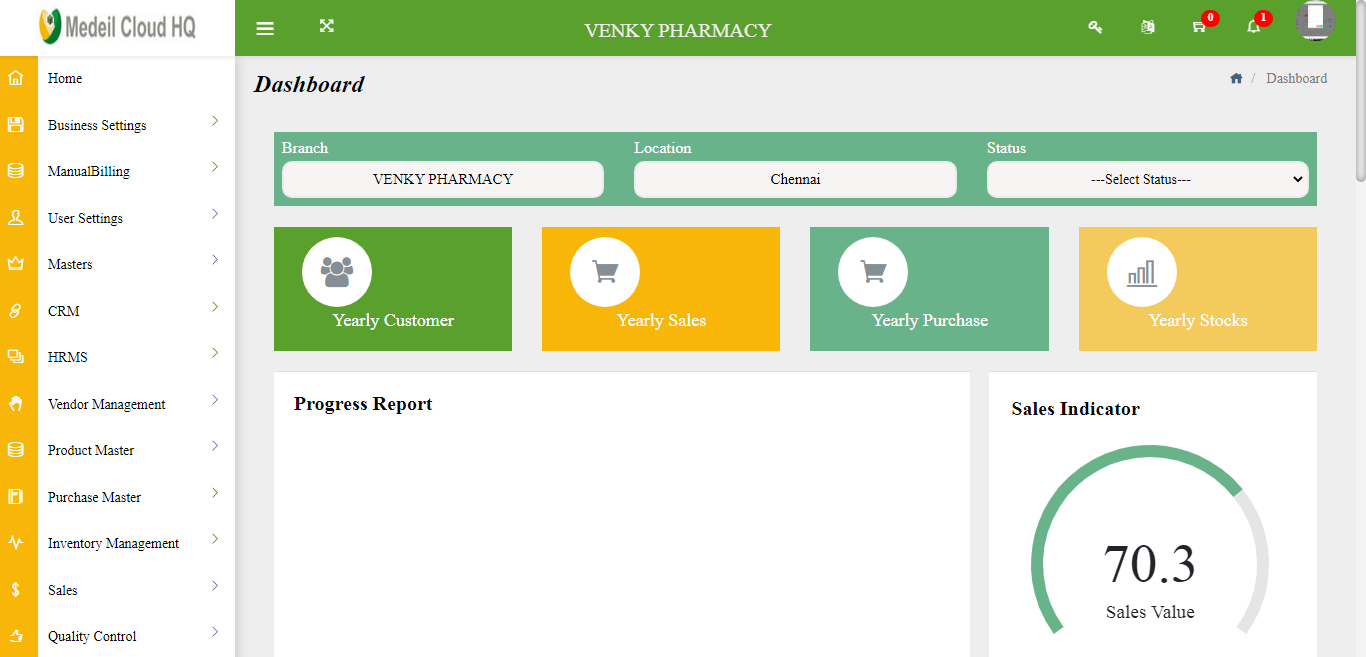 Medeil Cloud HQ
VENKY PHARMACY
0
1
Home
Business Settings
ManualBilling
User Settings
Masters
CRM
HRMS
Vendor Management
Product Master
Purchase Master
Inventory Management
Sales
Quality Control
Dashboard
/ Dashboard
Branch
Location
Status
VENKY PHARMACY
Chennai
---Select Status---
Yearly Customer
Yearly Sales
Yearly Purchase
Yearly Stocks
Progress Report
Sales Indicator
70.3
Sales Value